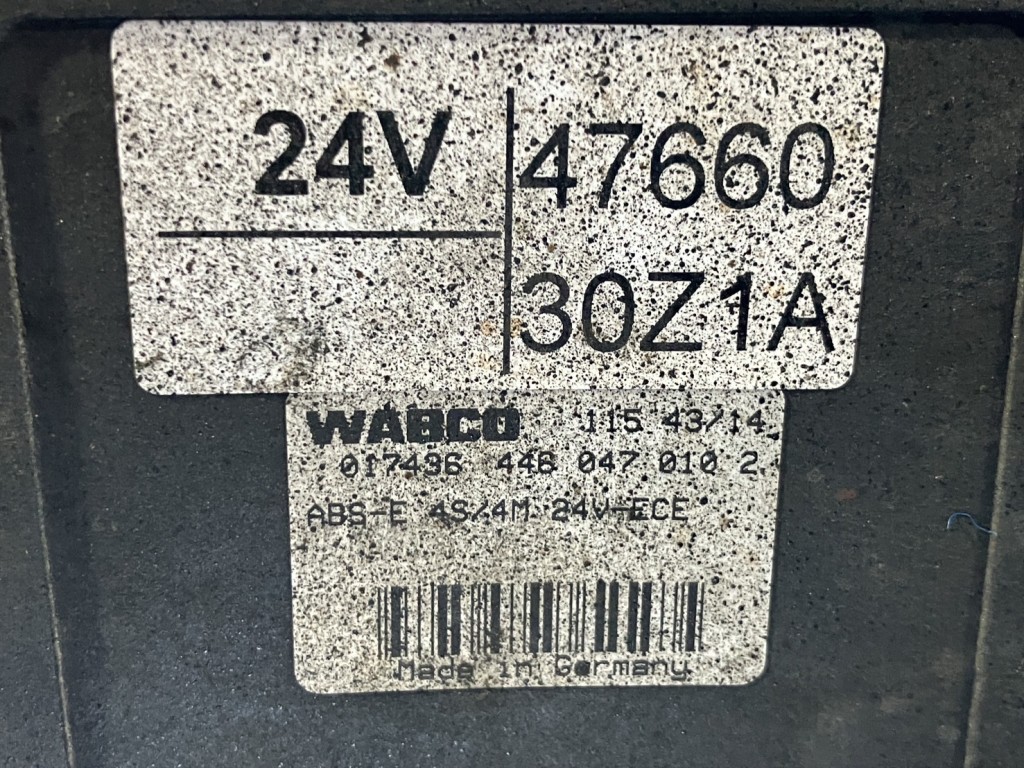 24V
47660
30Z1A
WABCO 115 43/14
017436 446 047 010 2
ABS-E 4S/4M 24V-ECE
Made in Germany